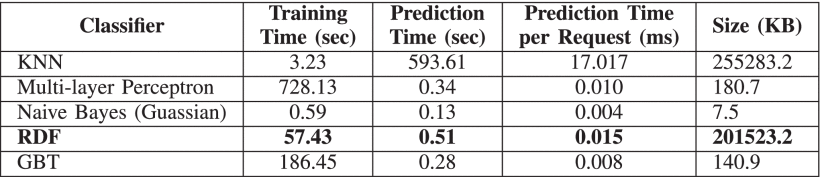 Classifier Training Time (sec) Prediction Time (sec) Prediction Time per Request (ms) Size (KB)
KNN 3.23 593.61 17.017 255283.2
Multi-layer Perceptron 728.13 0.34 0.010 180.7
Naive Bayes (Guassian) 0.59 0.13 0.004 7.5
RDF 57.43 0.51 0.015 201523.2
GBT 186.45 0.28 0.008 140.9